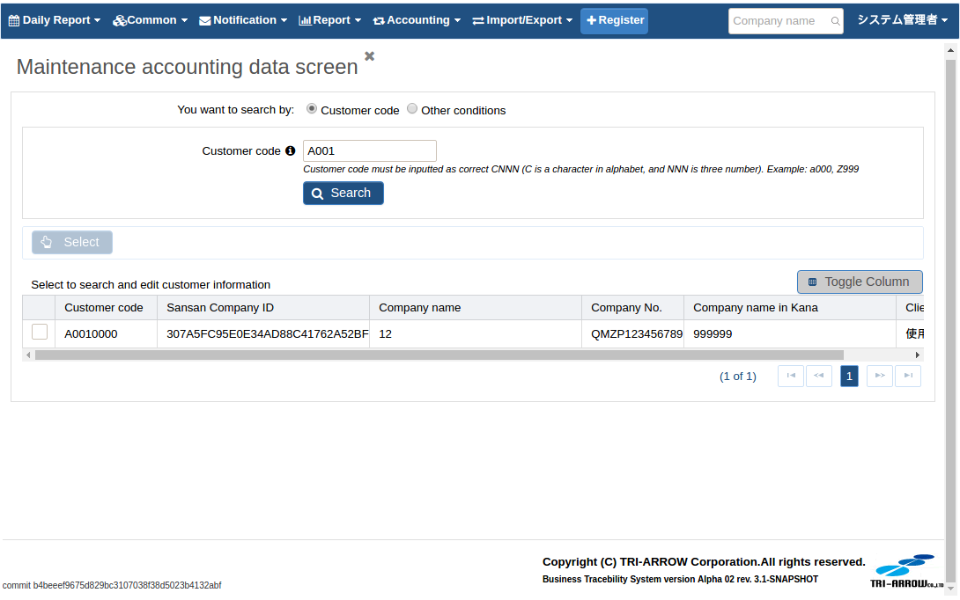 Daily Report Common Notification Report Accounting Import/Export Register Company name システム管理者
Maintenance accounting data screen
You want to search by: Customer code Other conditions
Customer code A001
Customer code must be inputted as correct CNNN (C is a character in alphabet, and NNN is three number). Example: a000, Z999
Search
Select
Toggle Column
Select to search and edit customer information
Customer code Sansan Company ID Company name Company No. Company name in Kana Clie
A0010000 307A5FC95E0E34AD88C41762A52BF 12 QMZP123456789 999999 使用
(1 of 1) 1
Copyright (C) TRI-ARROW Corporation.All rights reserved.
Business Tracebility System version Alpha 02 rev. 3.1-SNAPSHOT
TRI-ARROW CO.,LTD
commit b4beeef9675d829bc3107038f38d5023b4132abf